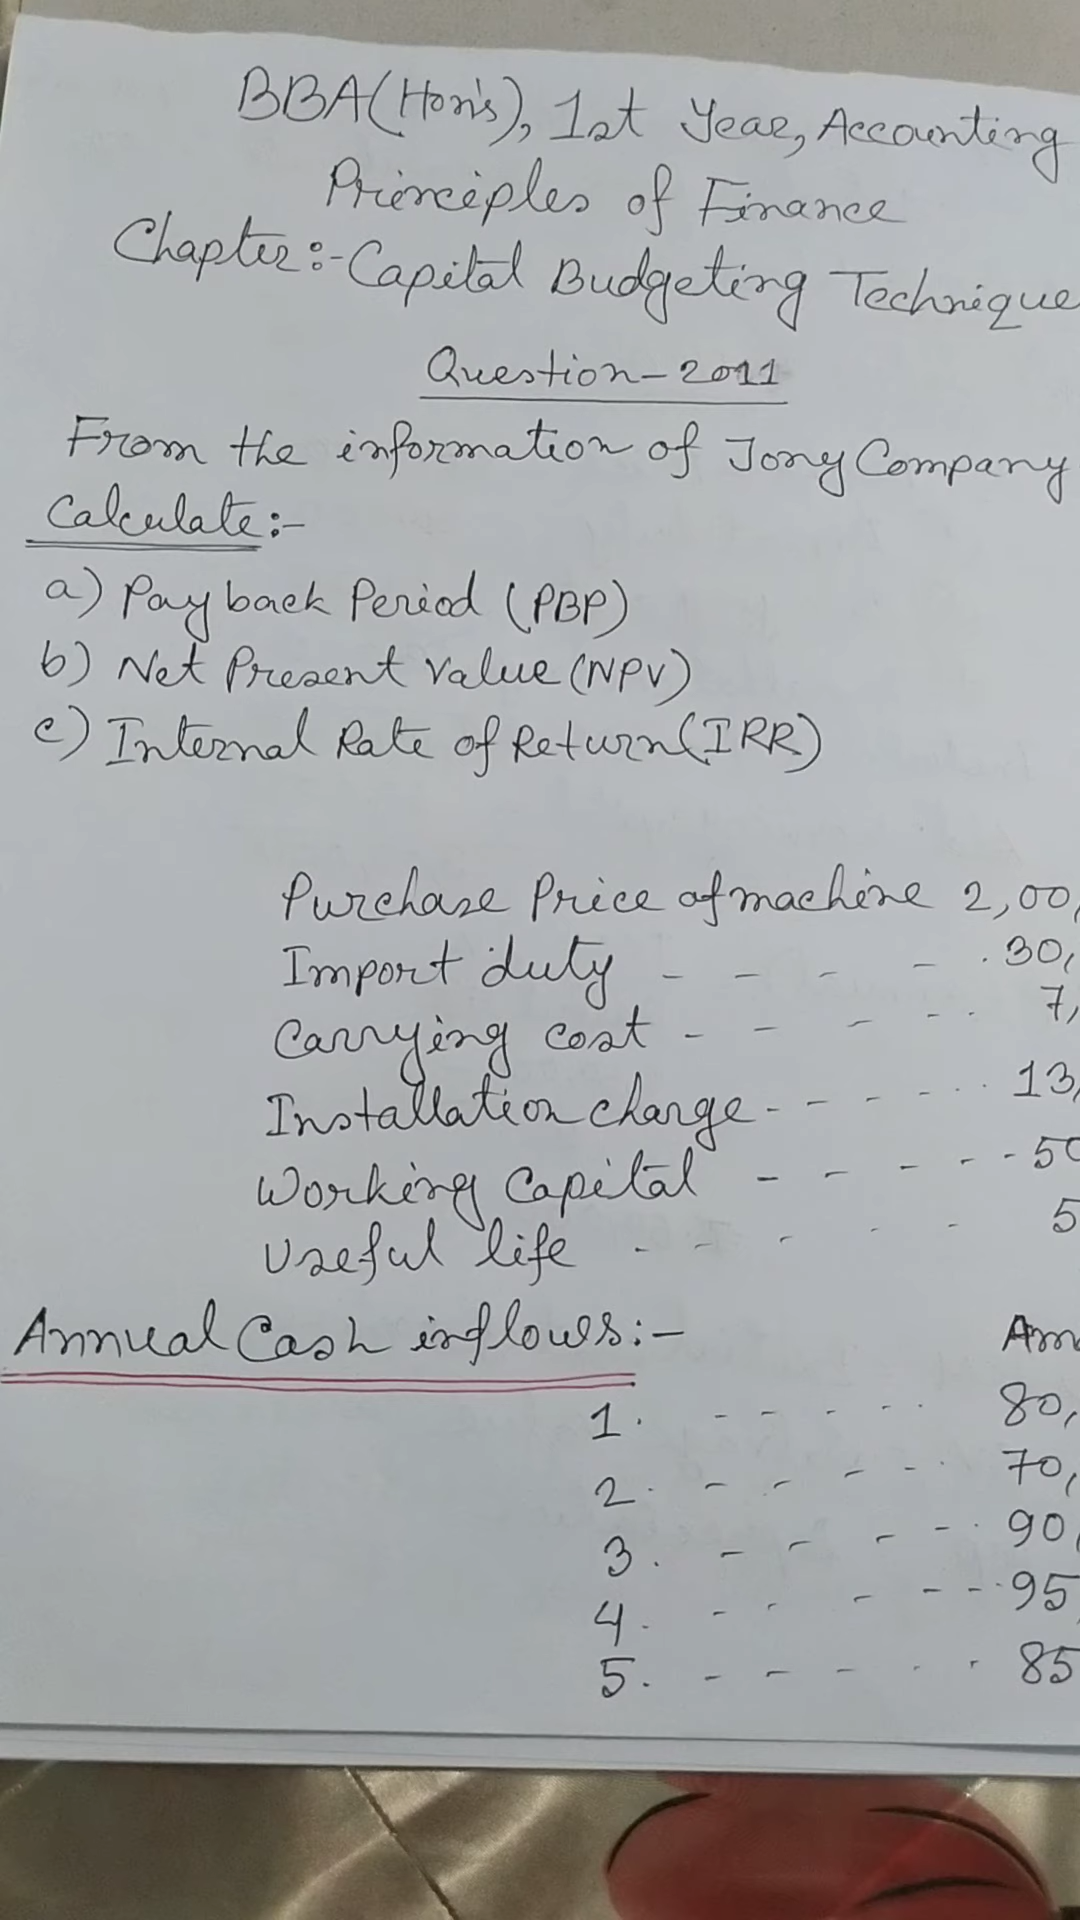 BBA(Hon's), 1st Year, Accounting
Principles of Finance
Chapter:- Capital Budgeting Technique
Question-2011
From the information of Jony Company
Calculate:-
a) Pay back Period (PBP)
b) Net Present Value (NPV)
c) Internal Rate of Return (IRR)
Purchase Price of machine 2,00,
Import duty - - - - . 30,
Carrying cost - - - - - . 7,
Installation charge - - - - - . . 13,
Working Capital - - - - - 50
Useful life - - - - - 5
Annual Cash inflows:- Am
1. - - - - . 80,
2. - - - - . 70,
3. - - - - . 90,
4. - - - - - . 95
5. - - - - - 85